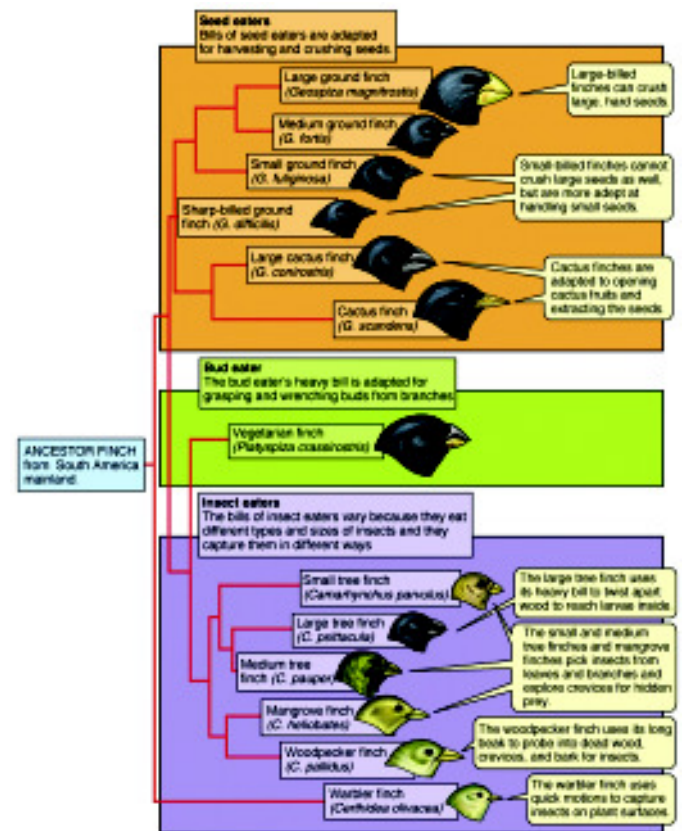 Seed eaters
Bills of seed eaters are adapted
for harvesting and crushing seeds.
Large ground finch
(Geospiza magnirostis)
Large-billed
finches can crush
large, hard seeds.
Medium ground finch
(G. fortis)
Small ground finch
(G. fuliginosa)
Small-billed finches cannot
crush large seeds as well,
but are more adept at
handling small seeds.
Sharp-billed ground
finch (G. difficilis)
Large cactus finch
(G. conirostris)
Cactus finches are
adapted to opening
cactus fruits and
extracting the seeds
Cactus finch
(G. scandens)
Bud eater
The bud eater's heavy bill is adapted for
grasping and wrenching buds from branches
Vegetarian finch
(Platyspiza crassirostris)
ANCESTOR FINCH
from South America
mainland.
Insect eaters
The bills of insect eaters vary because they eat
different types and sizes of insects and they
capture them in different ways
Small tree finch
(Camarhynchus parvulus)
The large tree finch uses
its heavy bill to twist apart
wood to reach larvae inside.
Large tree finch
(C. psittacula)
Medium tree
finch (C. pauper)
The small and medium
tree finches and mangrove
finches pick insects from
leaves and branches and
explore crevices for hidden
prey.
Mangrove finch
(C. heliobates)
Woodpecker finch
(C. pallidus)
The woodpecker finch uses its long
beak to probe into dead wood,
crevices, and bark for insects.
Warbler finch
(Certhidea olivacea)
The warbler finch uses
quick motions to capture
insects on plant surfaces.